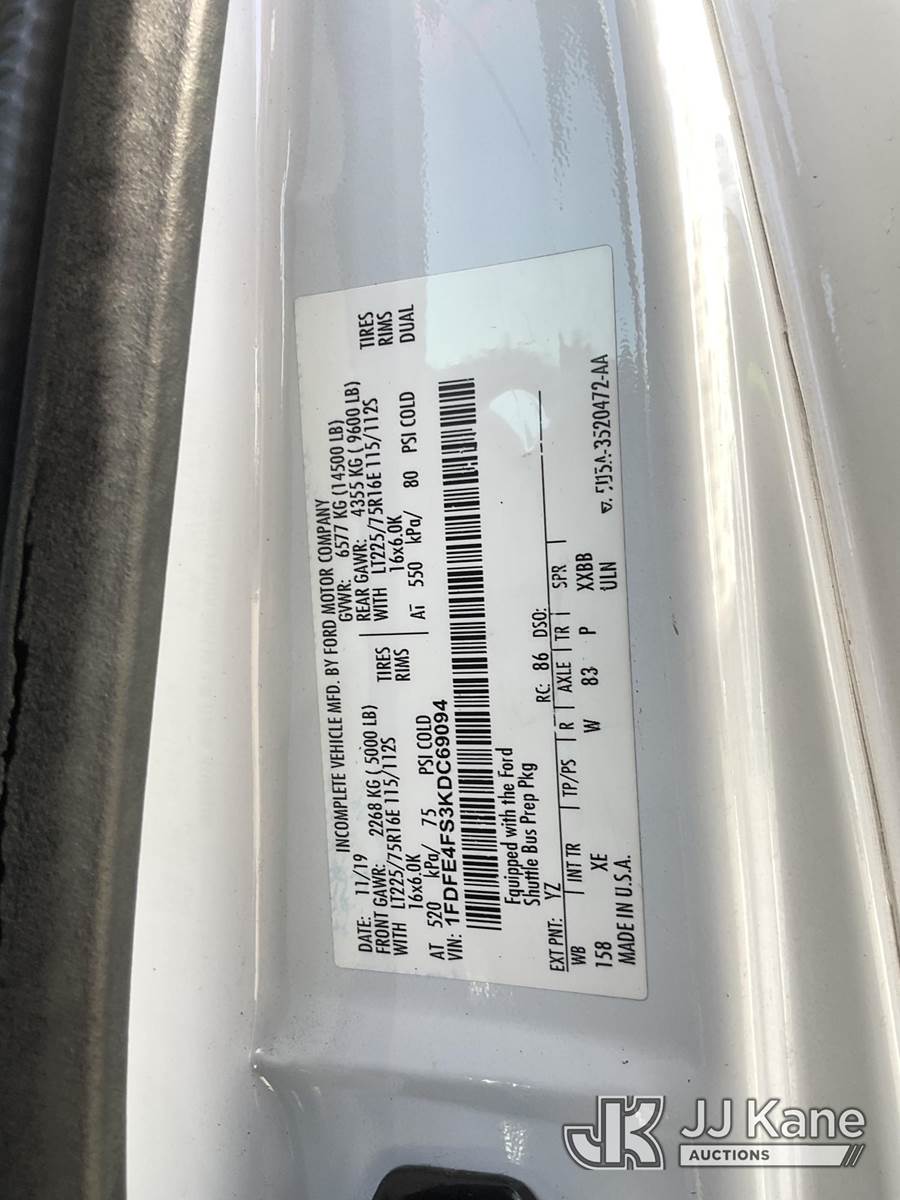 INCOMPLETE VEHICLE MFD. BY FORD MOTOR COMPANY
DATE: 11/19 GVWR: 6577 KG (14500 LB)
FRONT GAWR: 2268 KG ( 5000 LB) REAR GAWR: 4355 KG ( 9600 LB)
WITH LT225/75R16E 115/112S TIRES WITH LT225/75R16E 115/112S TIRES
16x6.0K RIMS 16x6.0K RIMS
AT 520 kPa/ 75 PSI COLD AT 550 kPa/ 80 PSI COLD DUAL
VIN: 1FDFE4FS3KDC69094
Equipped with the Ford
Shuttle Bus Prep Pkg
EXT PNT: YZ RC: 86 DSO:
WB INT TR TP/PS R AXLE TR SPR
158 XE W 83 P XXBB
MADE IN U.S.A. ULN
3520472-AA
JK JJ Kane
AUCTIONS